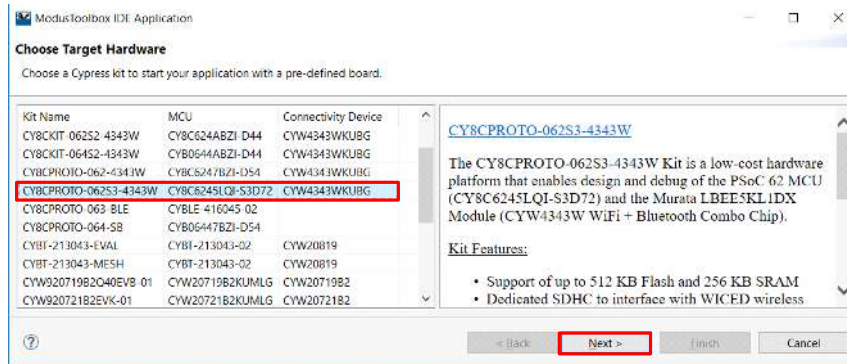 ModusToolbox IDE Application
Choose Target Hardware
Choose a Cypress kit to start your application with a pre-defined board.
Kit Name MCU Connectivity Device
CY8CKIT-062S2-4343W CY8C624ABZI-D44 CYW4343WKUBG
CY8CKIT-064S2-4343W CYB0644ABZI-D44 CYW4343WKUBG
CY8CPROTO-062-4343W CY8C6247BZI-D54 CYW4343WKUBG
CY8CPROTO-062S3-4343W CY8C6245LQI-S3D72 CYW4343WKUBG
CY8CPROTO-063-BLE CYBLE-416045-02
CY8CPROTO-064-SB CYB06447BZI-D54
CYBT-213043-EVAL CYBT-213043-02 CYW20819
CYBT-213043-MESH CYBT-213043-02 CYW20819
CYW920719B2Q40EVB-01 CYW20719B2KUMLG CYW20719B2
CYW920721B2EVK-01 CYW20721B2KUMLG CYW20721B2
CY8CPROTO-062S3-4343W
The CY8CPROTO-062S3-4343W Kit is a low-cost hardware
platform that enables design and debug of the PSoC 62 MCU
(CY8C6245LQI-S3D72) and the Murata LBEE5KL1DX
Module (CYW4343W WiFi + Bluetooth Combo Chip).
Kit Features:
• Support of up to 512 KB Flash and 256 KB SRAM
• Dedicated SDHC to interface with WICED wireless
< Back Next > Finish Cancel